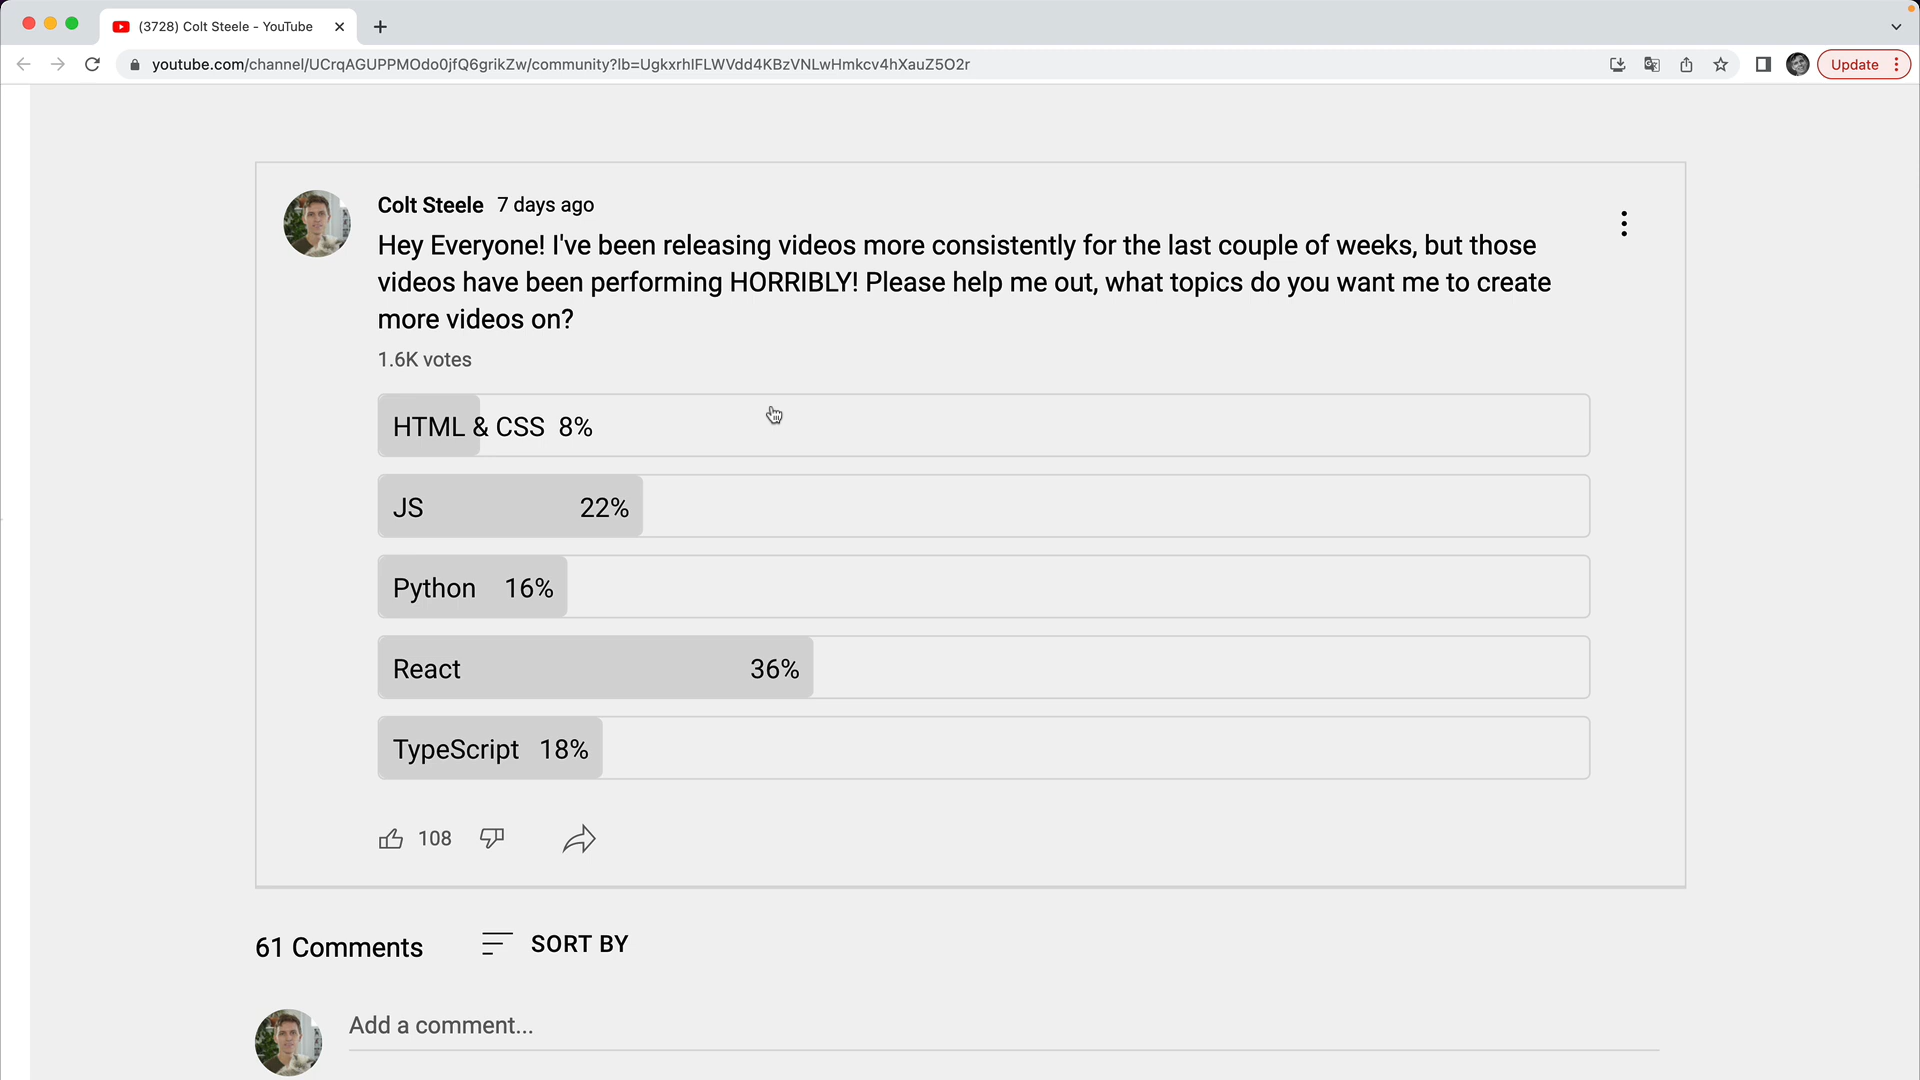 (3728) Colt Steele - YouTube
youtube.com/channel/UCrqAGUPPMOdo0jfQ6grikZw/community?lb=UgkxrhlFLWVdd4KBzVNLwHmkcv4hXauZ5O2r
Update
Colt Steele 7 days ago
Hey Everyone! I've been releasing videos more consistently for the last couple of weeks, but those
videos have been performing HORRIBLY! Please help me out, what topics do you want me to create
more videos on?
1.6K votes
HTML & CSS 8%
JS 22%
Python 16%
React 36%
TypeScript 18%
108
61 Comments SORT BY
Add a comment...